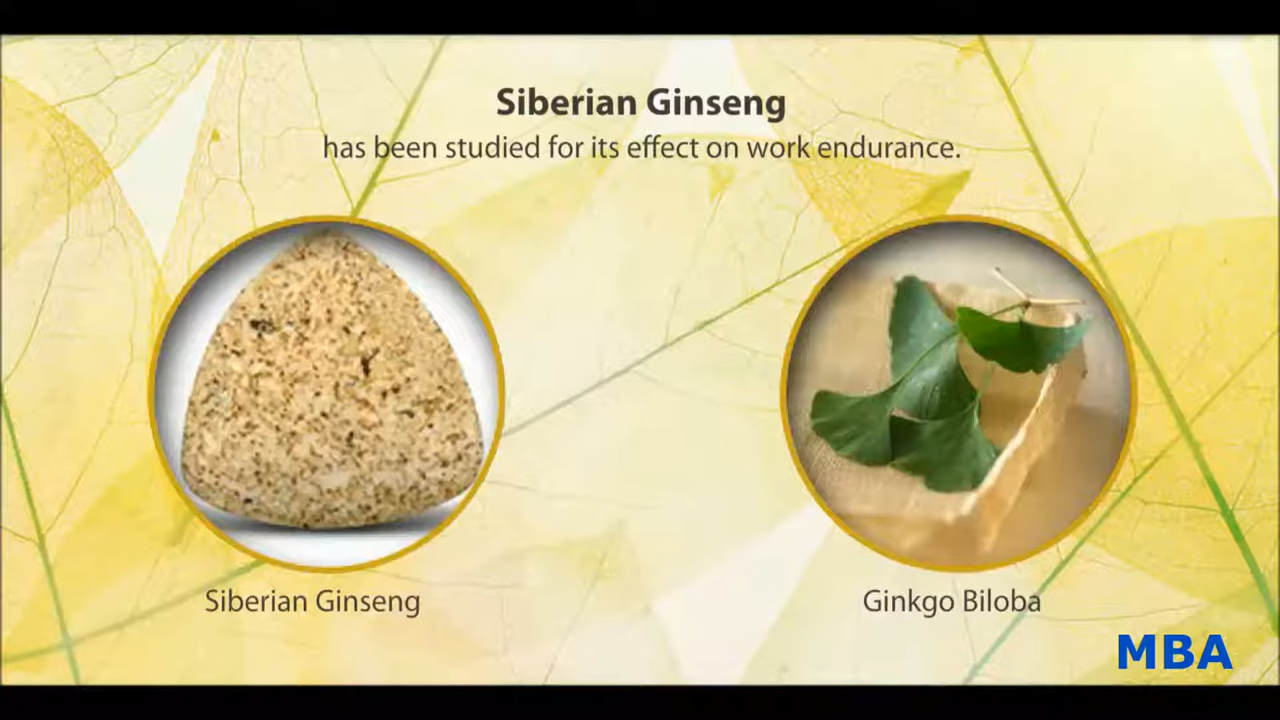 Siberian Ginseng
has been studied for its effect on work endurance.
Siberian Ginseng
Ginkgo Biloba
MBA